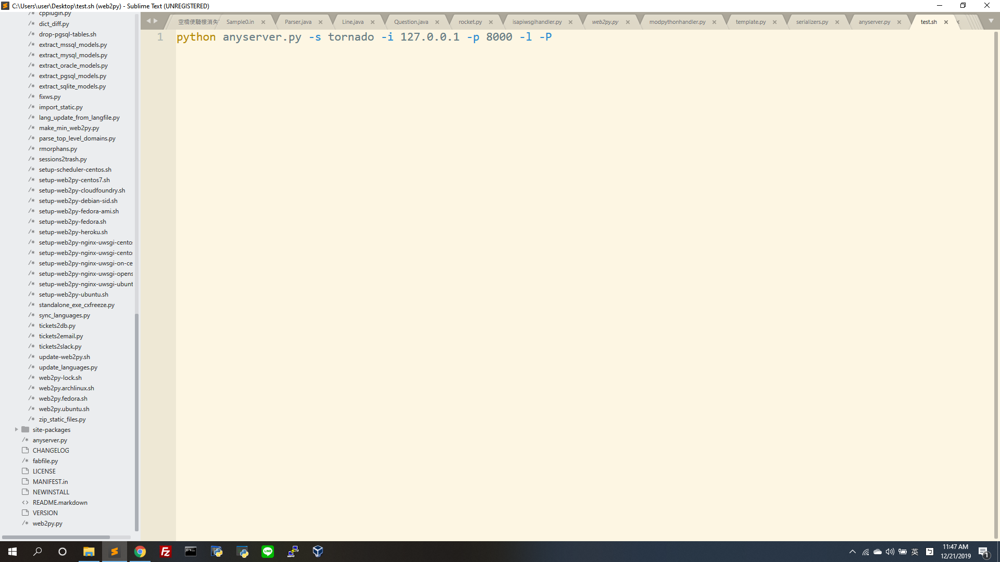 C:\Users\user\Desktop\test.sh (web2py) - Sublime Text (UNREGISTERED)
cpplugin.py
dict_diff.py
drop-pgsql-tables.sh
extract_mssql_models.py
extract_mysql_models.py
extract_oracle_models.py
extract_pgsql_models.py
extract_sqlite_models.py
fixws.py
import_static.py
lang_update_from_langfile.py
make_min_web2py.py
parse_top_level_domains.py
rmorphans.py
sessions2trash.py
setup-scheduler-centos.sh
setup-web2py-centos7.sh
setup-web2py-cloudfoundry.sh
setup-web2py-debian-sid.sh
setup-web2py-fedora-ami.sh
setup-web2py-fedora.sh
setup-web2py-heroku.sh
setup-web2py-nginx-uwsgi-cento
setup-web2py-nginx-uwsgi-cento
setup-web2py-nginx-uwsgi-on-ce
setup-web2py-nginx-uwsgi-opens
setup-web2py-nginx-uwsgi-ubunt
setup-web2py-ubuntu.sh
standalone_exe_cxfreeze.py
sync_languages.py
tickets2db.py
tickets2email.py
tickets2slack.py
update-web2py.sh
update_languages.py
web2py-lock.sh
web2py.archlinux.sh
web2py.fedora.sh
web2py.ubuntu.sh
zip_static_files.py
site-packages
anyserver.py
CHANGELOG
fabfile.py
LICENSE
MANIFEST.in
NEWINSTALL
README.markdown
VERSION
web2py.py
空橋使騎樓消失 Sample0.in Parser.java Line.java Question.java rocket.py isapiwsgihandler.py web2py.py modpythonhandler.py template.py serializers.py anyserver.py test.sh
1 python anyserver.py -s tornado -i 127.0.0.1 -p 8000 -l -P
英
ㄅ
11:47 AM
12/21/2019
1